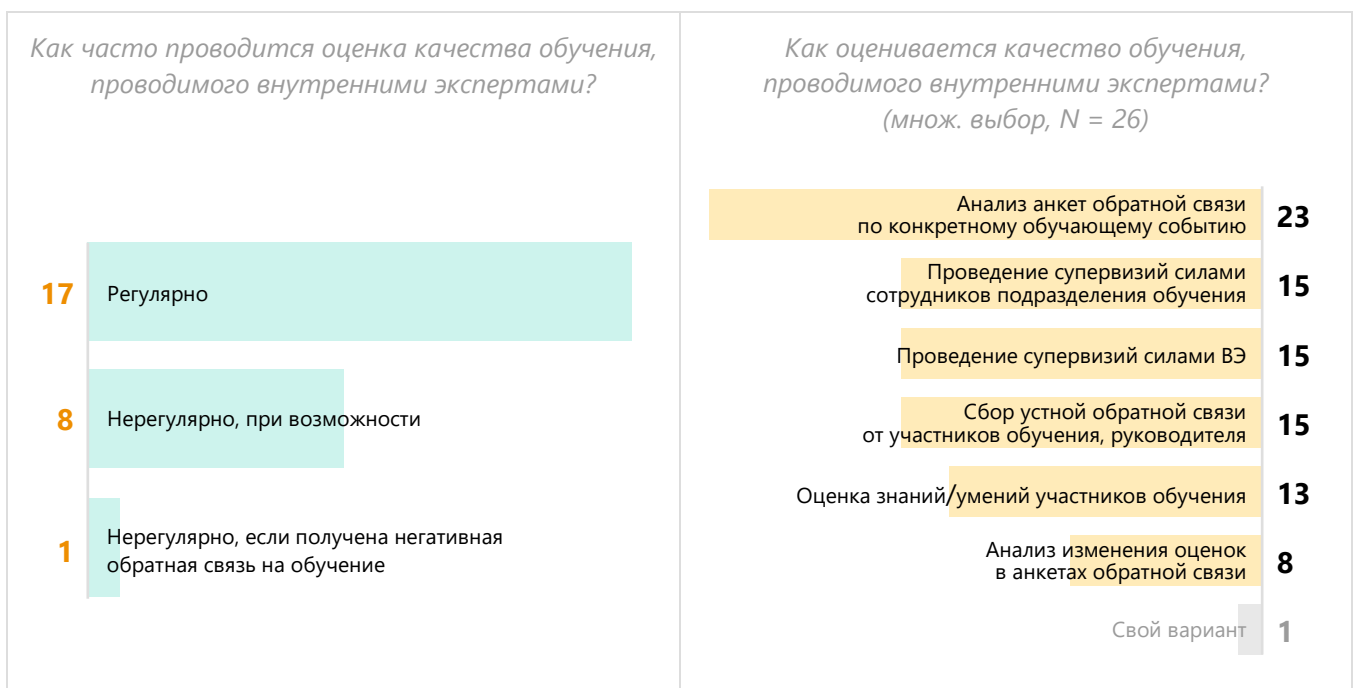 Как часто проводится оценка качества обучения,
проводимого внутренними экспертами?
17
Регулярно
8
Нерегулярно, при возможности
1
Нерегулярно, если получена негативная
обратная связь на обучение
Как оценивается качество обучения,
проводимого внутренними экспертами?
(множ. выбор, N = 26)
Анализ анкет обратной связи
по конкретному обучающему событию
23
Проведение супервизий силами
сотрудников подразделения обучения
15
Проведение супервизий силами ВЭ
15
Сбор устной обратной связи
от участников обучения, руководителя
15
Оценка знаний/умений участников обучения
13
Анализ изменения оценок
в анкетах обратной связи
8
Свой вариант
1